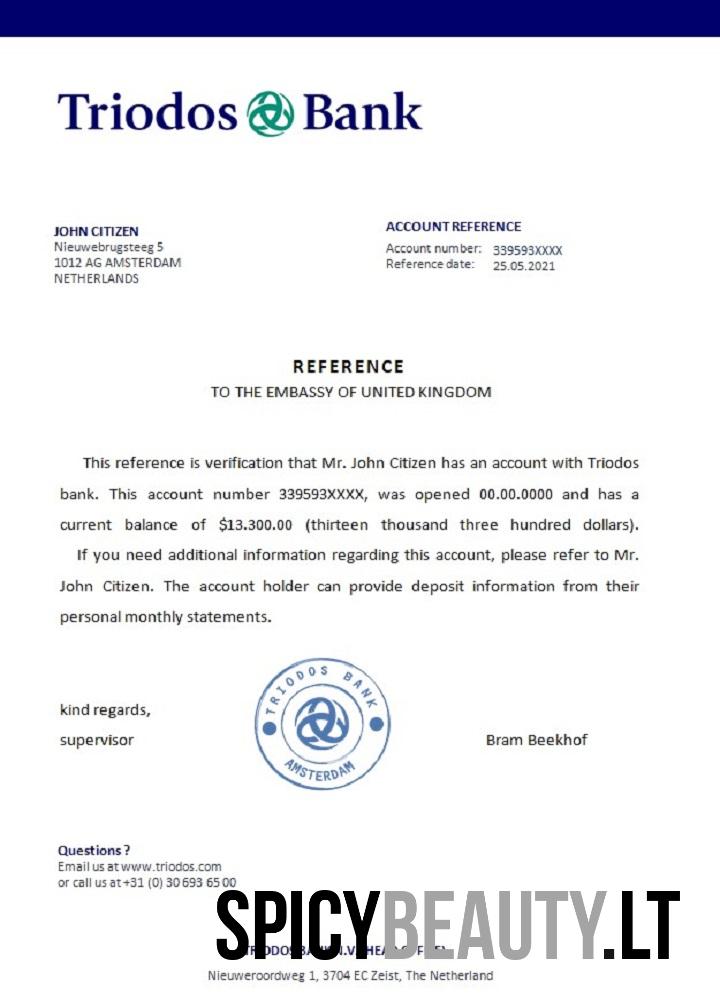 Triodos Bank
JOHN CITIZEN
Nieuwebrugsteeg 5
1012 AG AMSTERDAM
NETHERLANDS
ACCOUNT REFERENCE
Account number: 339593XXXX
Reference date: 25.05.2021
REFERENCE
TO THE EMBASSY OF UNITED KINGDOM
This reference is verification that Mr. John Citizen has an account with Triodos
bank. This account number 339593XXXX, was opened 00.00.0000 and has a
current balance of $13.300.00 (thirteen thousand three hundred dollars).
If you need additional information regarding this account, please refer to Mr.
John Citizen. The account holder can provide deposit information from their
personal monthly statements.
TRIODOS BANK
AMSTERDAM
kind regards,
supervisor
Bram Beekhof
Questions?
Email us at www.triodos.com
or call us at +31 (0) 30 693 65 00
SPICYBEAUTY.LT
Nieuweroordweg 1, 3704 EC Zeist, The Netherland